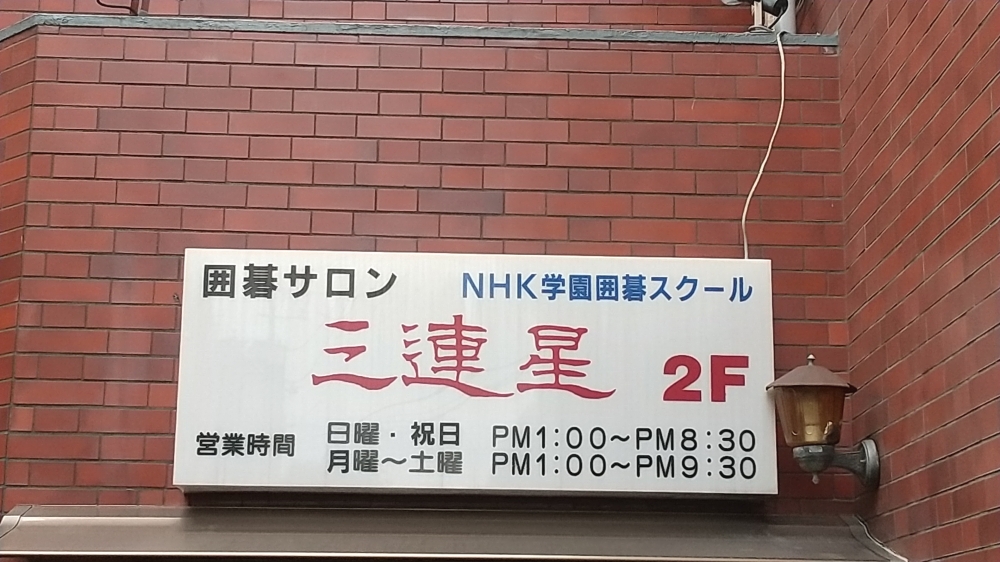 囲碁サロン NHK学園囲碁スクール
三連星 2F
営業時間
日曜・祝日 PM1:00～PM8:30
月曜～土曜 PM1:00～PM9:30